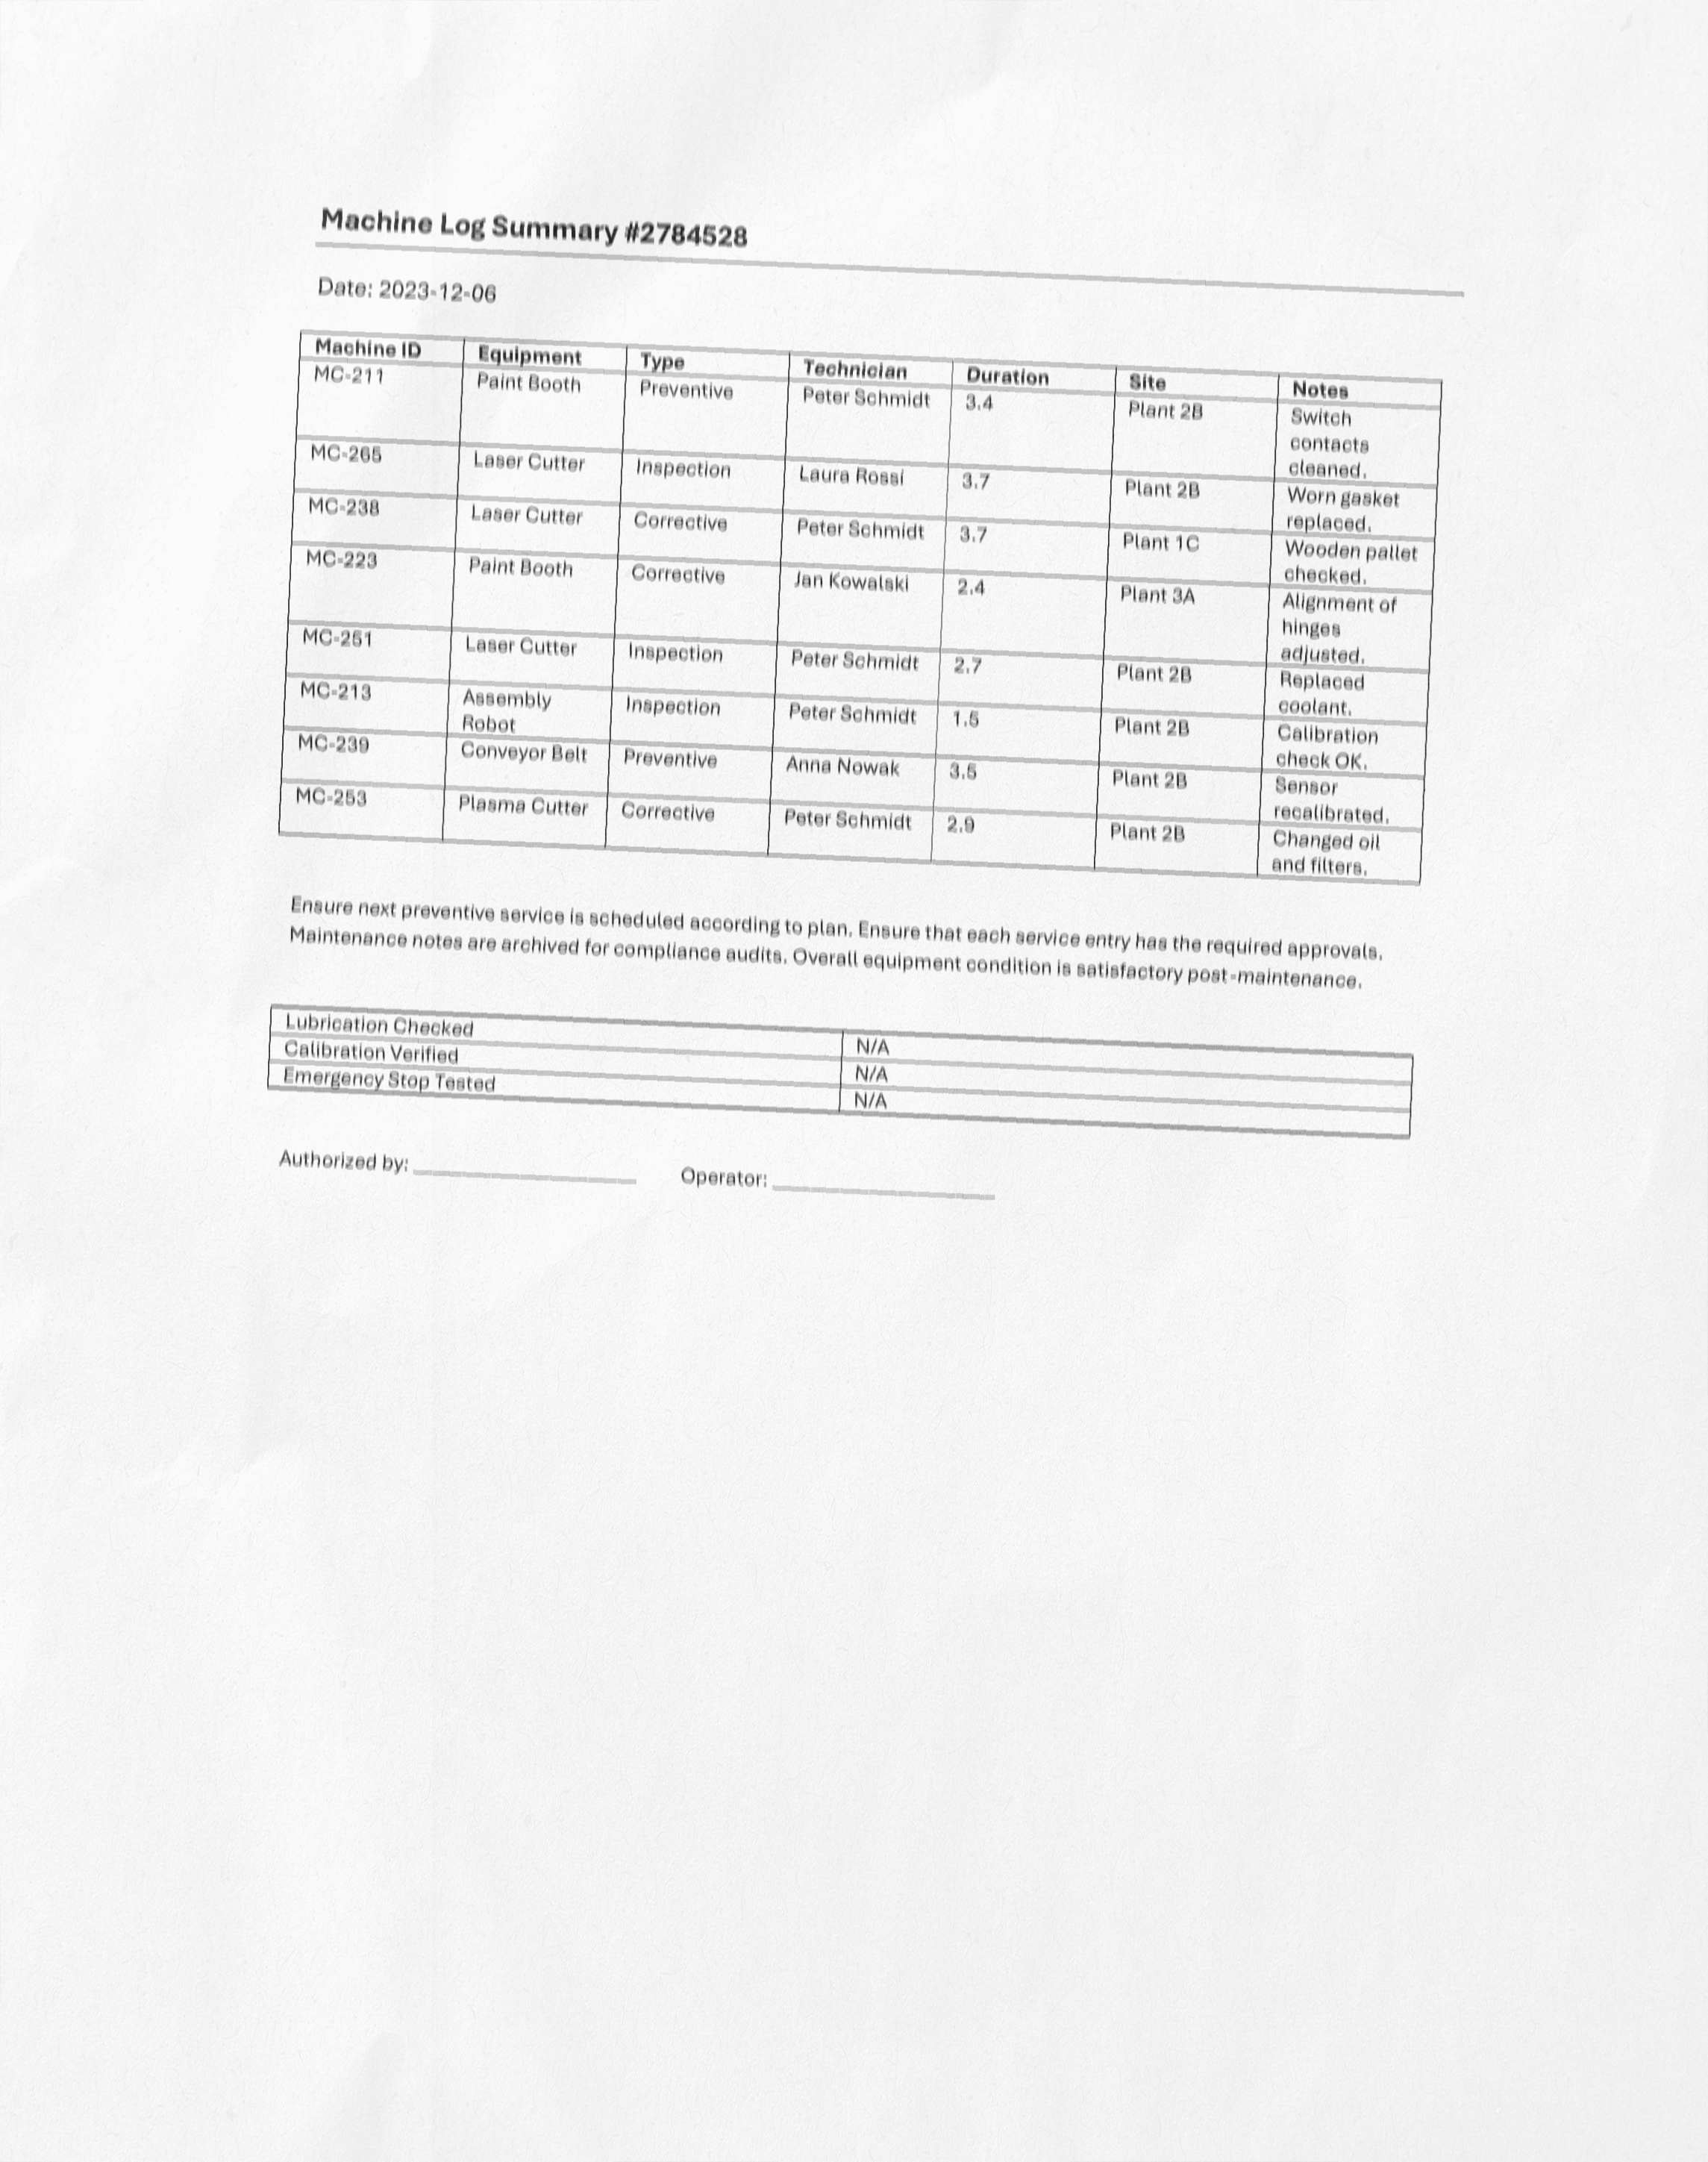 Machine Log Summary #2784528
Date: 2023-12-06
Machine ID Equipment Type Technician Duration Site Notes
MC-211 Paint Booth Preventive Peter Schmidt 3.4 Plant 2B Switch
contacts
cleaned.
MC-265 Laser Cutter Inspection Laura Rossi 3.7 Plant 2B Worn gasket
replaced.
MC-238 Laser Cutter Corrective Peter Schmidt 3.7 Plant 1C Wooden pallet
checked.
MC-223 Paint Booth Corrective Jan Kowalski 2.4 Plant 3A Alignment of
hinges
adjusted.
MC-251 Laser Cutter Inspection Peter Schmidt 2.7 Plant 2B Replaced
coolant.
MC-213 Assembly Inspection Peter Schmidt 1.5 Plant 2B Calibration
Robot check OK.
MC-239 Conveyor Belt Preventive Anna Nowak 3.5 Plant 2B Sensor
recalibrated.
MC-253 Plasma Cutter Corrective Peter Schmidt 2.9 Plant 2B Changed oil
and filters.
Ensure next preventive service is scheduled according to plan. Ensure that each service entry has the required approvals.
Maintenance notes are archived for compliance audits. Overall equipment condition is satisfactory post-maintenance.
Lubrication Checked N/A
Calibration Verified N/A
Emergency Stop Tested N/A
Authorized by: Operator: